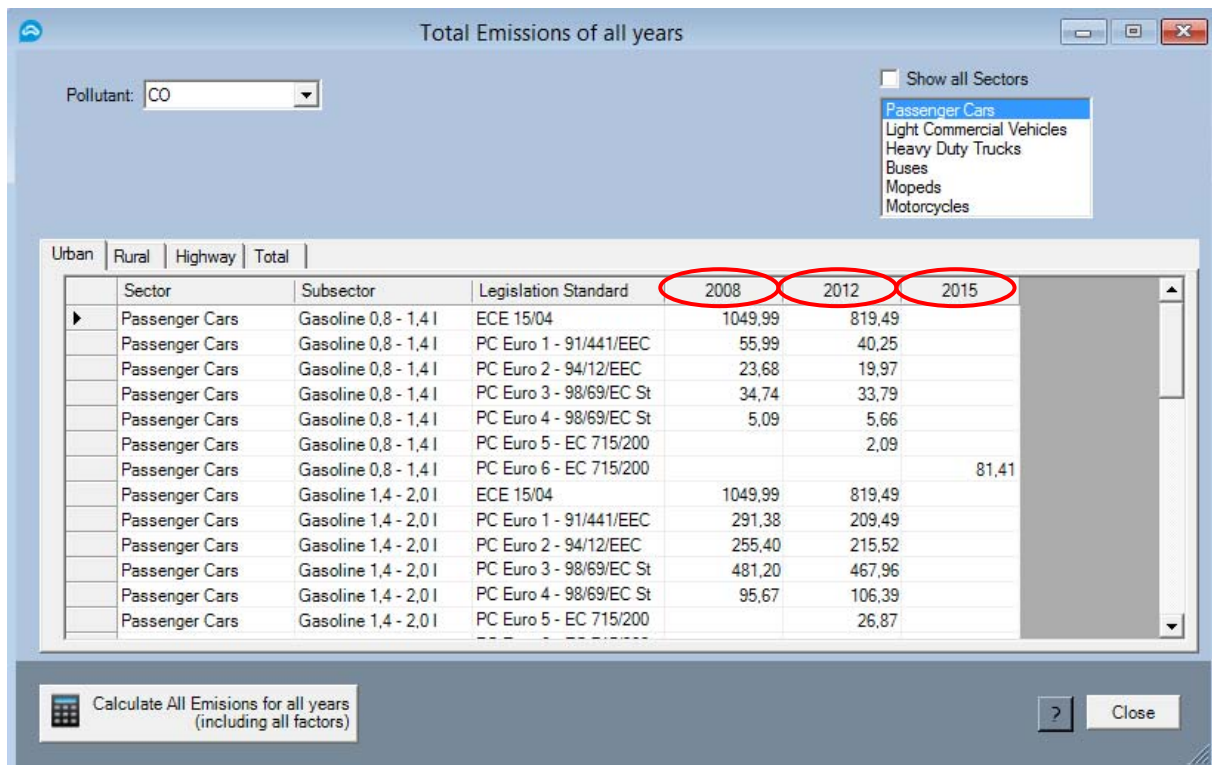 Total Emissions of all years
Pollutant: CO
Show all Sectors
Passenger Cars
Light Commercial Vehicles
Heavy Duty Trucks
Buses
Mopeds
Motorcycles
Urban Rural Highway Total
Sector Subsector Legislation Standard 2008 2012 2015
Passenger Cars Gasoline 0,8 - 1,4 l ECE 15/04 1049,99 819,49
Passenger Cars Gasoline 0,8 - 1,4 l PC Euro 1 - 91/441/EEC 55,99 40,25
Passenger Cars Gasoline 0,8 - 1,4 l PC Euro 2 - 94/12/EEC 23,68 19,97
Passenger Cars Gasoline 0,8 - 1,4 l PC Euro 3 - 98/69/EC St 34,74 33,79
Passenger Cars Gasoline 0,8 - 1,4 l PC Euro 4 - 98/69/EC St 5,09 5,66
Passenger Cars Gasoline 0,8 - 1,4 l PC Euro 5 - EC 715/200 2,09
Passenger Cars Gasoline 0,8 - 1,4 l PC Euro 6 - EC 715/200 81,41
Passenger Cars Gasoline 1,4 - 2,0 l ECE 15/04 1049,99 819,49
Passenger Cars Gasoline 1,4 - 2,0 l PC Euro 1 - 91/441/EEC 291,38 209,49
Passenger Cars Gasoline 1,4 - 2,0 l PC Euro 2 - 94/12/EEC 255,40 215,52
Passenger Cars Gasoline 1,4 - 2,0 l PC Euro 3 - 98/69/EC St 481,20 467,96
Passenger Cars Gasoline 1,4 - 2,0 l PC Euro 4 - 98/69/EC St 95,67 106,39
Passenger Cars Gasoline 1,4 - 2,0 l PC Euro 5 - EC 715/200 26,87
Calculate All Emisions for all years
(including all factors)
? Close